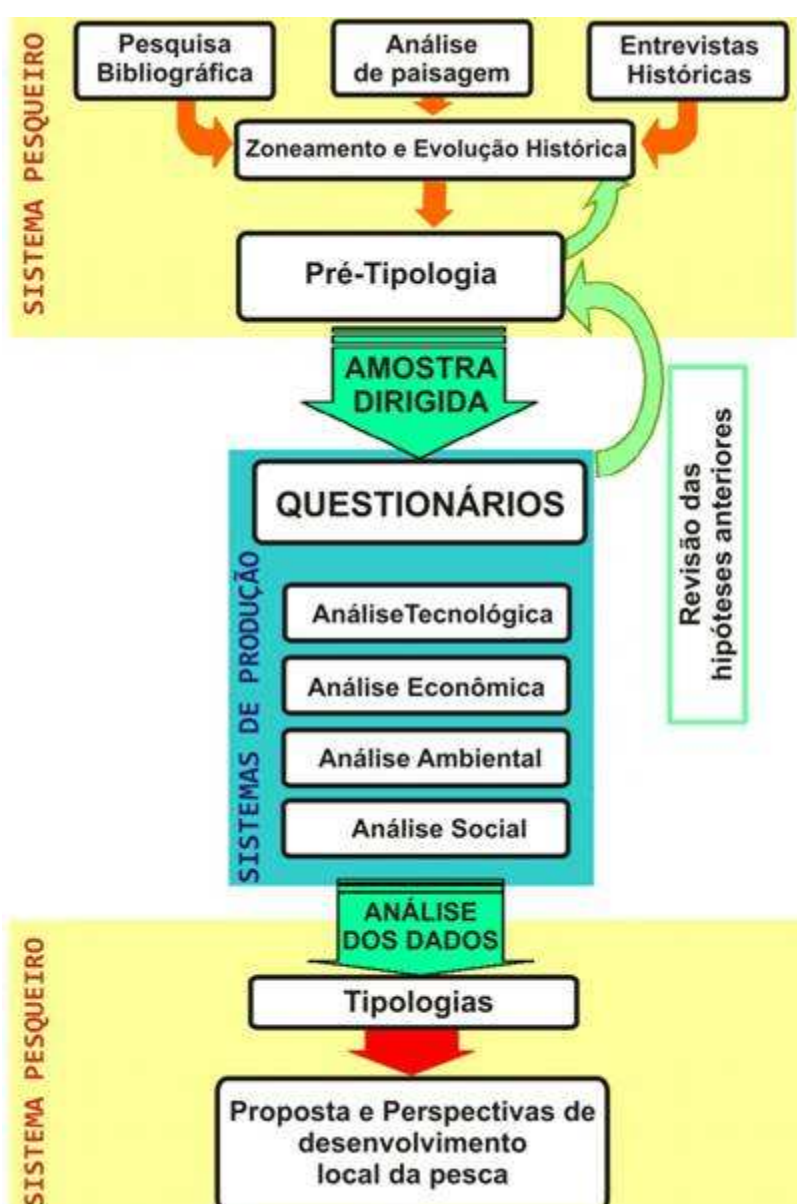 SISTEMA PESQUEIRO
Pesquisa
Bibliográfica
Análise
de paisagem
Entrevistas
Históricas
Zoneamento e Evolução Histórica
Pré-Tipologia
AMOSTRA
DIRIGIDA
Revisão das
hipóteses anteriores
SISTEMAS DE PRODUÇÃO
QUESTIONÁRIOS
AnáliseTecnológica
Análise Econômica
Análise Ambiental
Análise Social
ANÁLISE
DOS DADOS
SISTEMA PESQUEIRO
Tipologias
Proposta e Perspectivas de
desenvolvimento
local da pesca